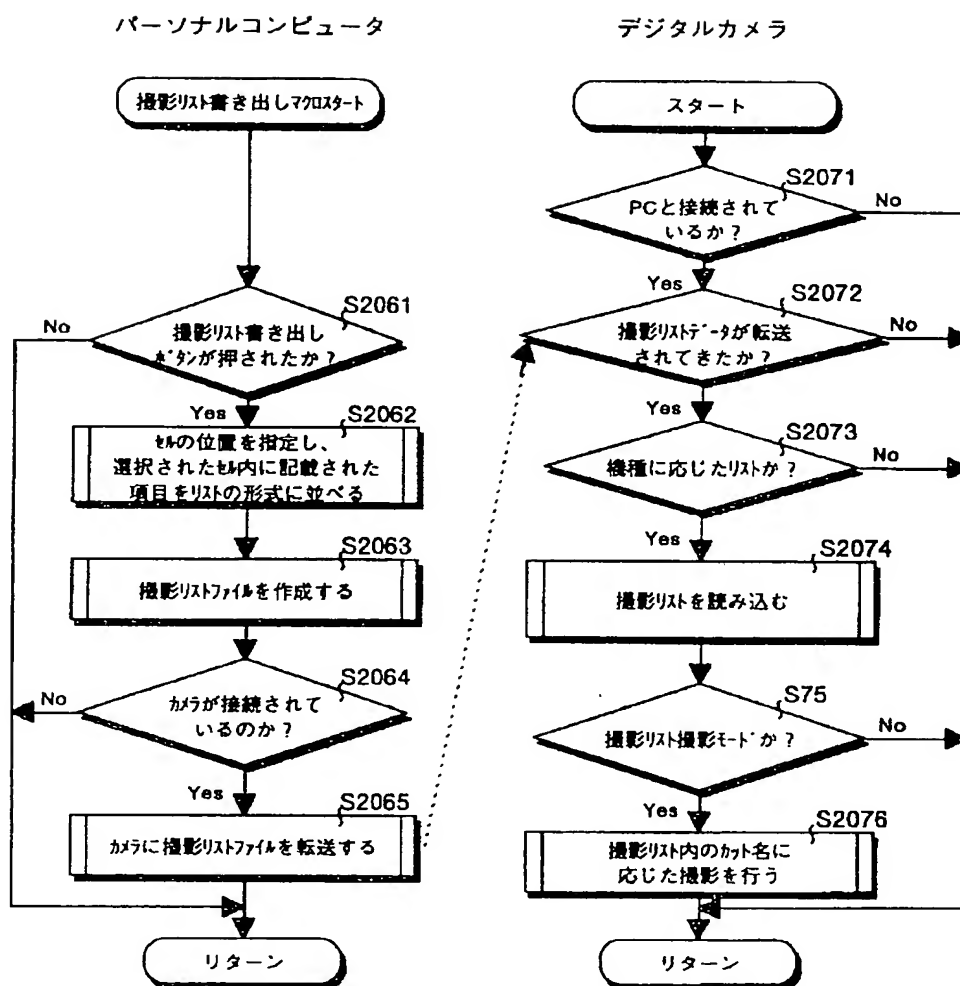 パーソナルコンピュータ
撮影リスト書き出しマクロスタート
S2061
No
撮影リスト書き出し
ボタンが押されたか?
Yes
S2062
セルの位置を指定し、
選択されたセル内に記載された
項目をリストの形式に並べる
S2063
撮影リストファイルを作成する
S2064
No
カメラが接続されて
いるのか?
Yes
S2065
カメラに撮影リストファイルを転送する
リターン
デジタルカメラ
スタート
S2071
PCと接続されて
いるか?
No
Yes
S2072
撮影リストデータが転送
されてきたか?
No
Yes
S2073
機種に応じたリストか?
No
Yes
S2074
撮影リストを読み込む
S75
撮影リスト撮影モードか?
No
Yes
S2076
撮影リスト内のカット名に
応じた撮影を行う
リターン